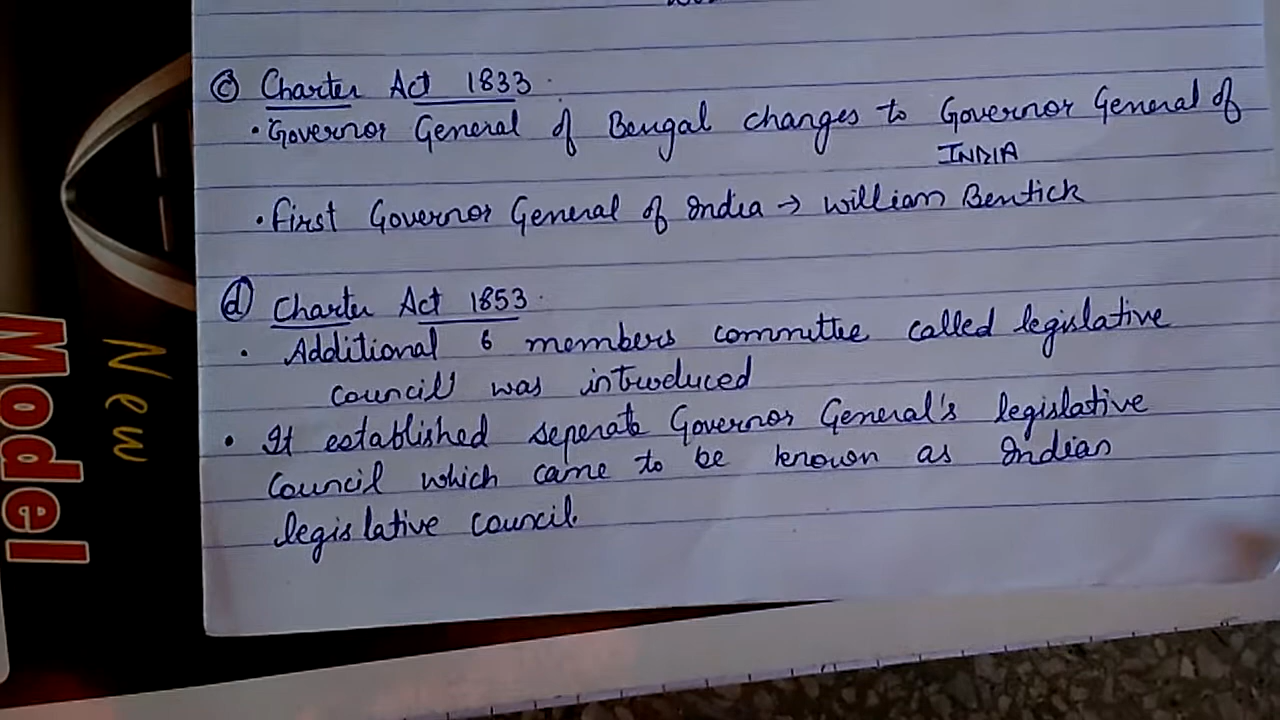 ⓒ Charter Act 1833.
• Governor General of Bengal changes to Governor General of
INDIA
• First Governor General of India → William Bentick
ⓓ Charter Act 1853.
• Additional 6 members committee called legislative
council was introduced
• It established seperate Governor General's legislative
Council which came to be known as Indian
legislative council.
New
Model